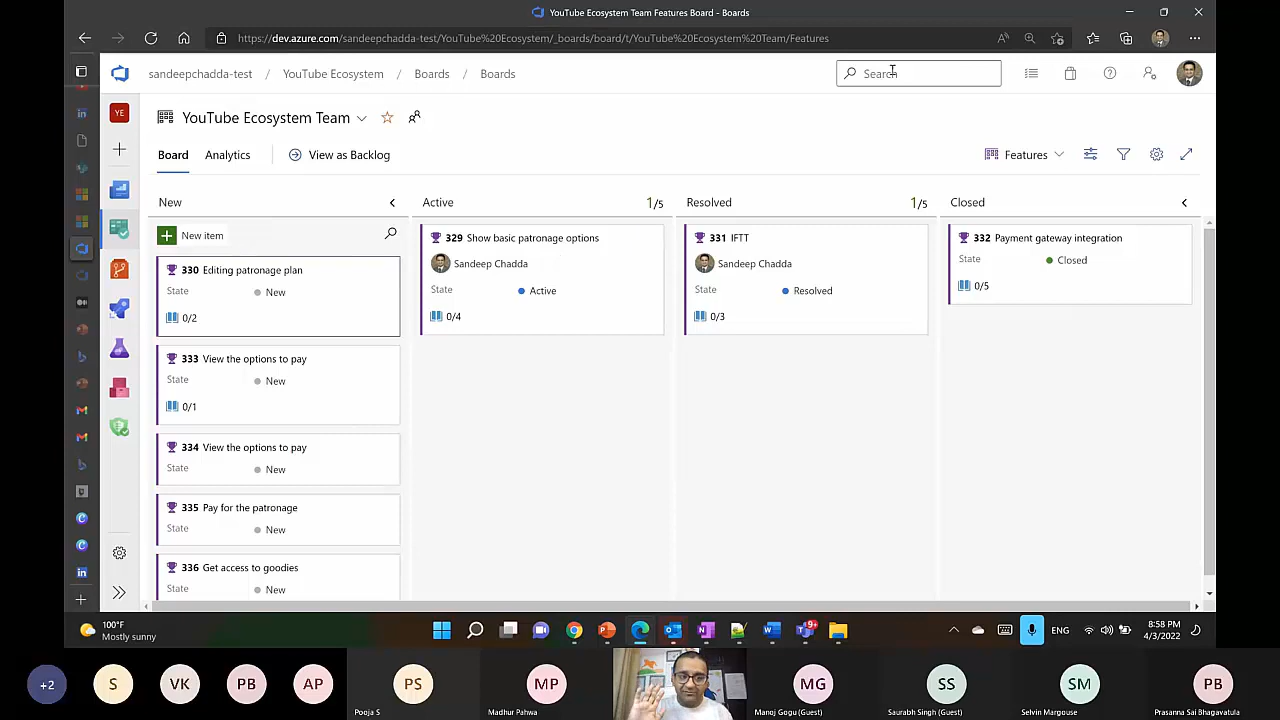 YouTube Ecosystem Team Features Board - Boards
https://dev.azure.com/sandeepchadda-test/YouTube%20Ecosystem/_boards/board/t/YouTube%20Ecosystem%20Team/Features
sandeepchadda-test / YouTube Ecosystem / Boards / Boards
Search
YE
YouTube Ecosystem Team
Board Analytics View as Backlog Features
New Active 1/5 Resolved 1/5 Closed
New item
330 Editing patronage plan
State New
0/2
333 View the options to pay
State New
0/1
334 View the options to pay
State New
335 Pay for the patronage
State New
336 Get access to goodies
State New
329 Show basic patronage options
Sandeep Chadda
State Active
0/4
331 IFTT
Sandeep Chadda
State Resolved
0/3
332 Payment gateway integration
State Closed
0/5
100°F
Mostly sunny
9+
ENG
8:58 PM
4/3/2022
+2 S VK PB AP PS MP MG SS SM PB
Pooja S
Madhur Pahwa
Manoj Gogu (Guest)
Saurabh Singh (Guest)
Selvin Margouse
Prasanna Sai Bhagavatula